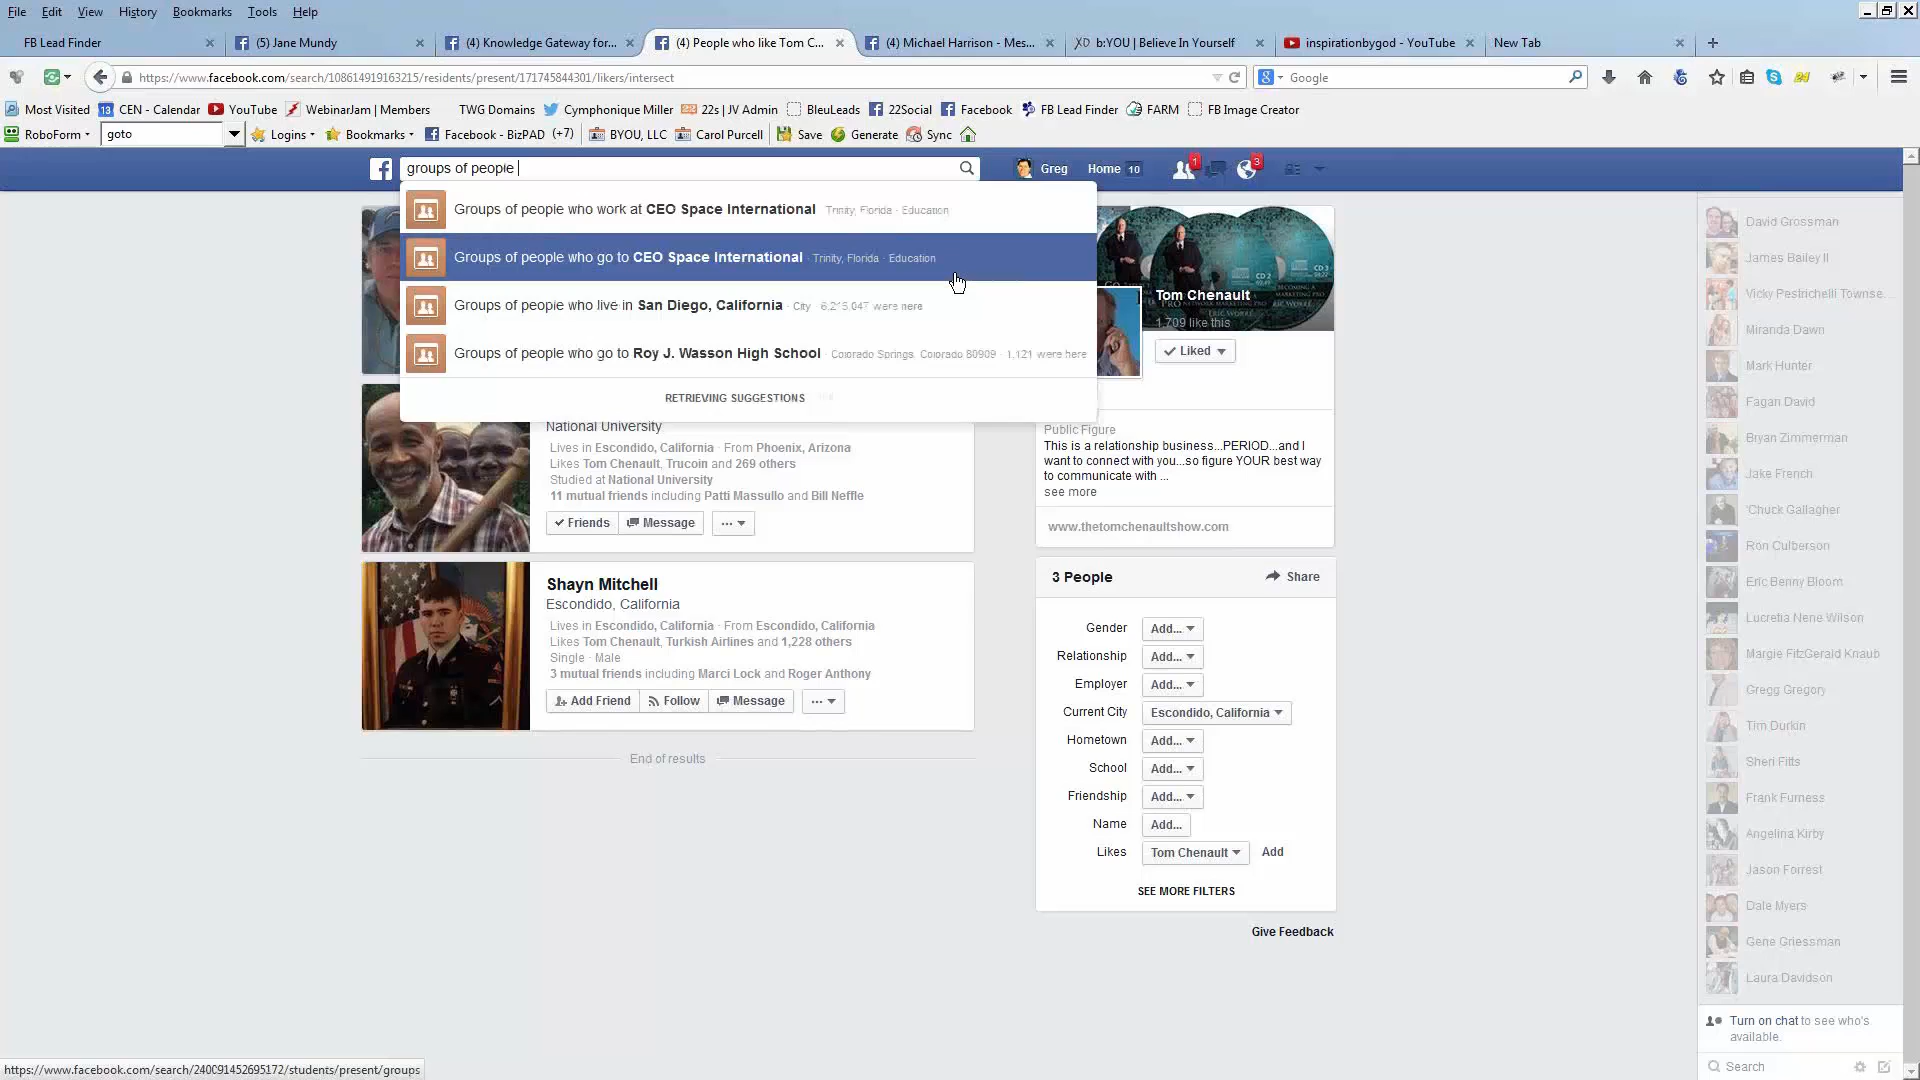 File Edit View History Bookmarks Tools Help
FB Lead Finder
(5) Jane Mundy
(4) Knowledge Gateway for...
(4) People who like Tom C...
(4) Michael Harrison - Mes...
b:YOU | Believe In Yourself
inspirationbygod - YouTube
New Tab
https://www.facebook.com/search/108614919163215/residents/present/171745844301/likers/intersect
Google
Most Visited CEN - Calendar YouTube WebinarJam | Members TWG Domains Cymphonique Miller 22s | JV Admin BleuLeads 22Social Facebook FB Lead Finder FARM FB Image Creator
RoboForm goto Logins Bookmarks Facebook - BizPAD (+7) BYOU, LLC Carol Purcell Save Generate Sync
groups of people
Greg Home 10 1 3
Groups of people who work at CEO Space International Trinity, Florida · Education
Groups of people who go to CEO Space International · Trinity, Florida · Education
Groups of people who live in San Diego, California · City · 6,215,047 were here
Groups of people who go to Roy J. Wasson High School · Colorado Springs, Colorado 80909 · 1,121 were here
RETRIEVING SUGGESTIONS
National University
Lives in Escondido, California · From Phoenix, Arizona
Likes Tom Chenault, Trucoin and 269 others
Studied at National University
11 mutual friends including Patti Massullo and Bill Neffle
Friends Message ...
Shayn Mitchell
Escondido, California
Lives in Escondido, California · From Escondido, California
Likes Tom Chenault, Turkish Airlines and 1,228 others
Single · Male
3 mutual friends including Marci Lock and Roger Anthony
Add Friend Follow Message ...
End of results
Tom Chenault
1,709 like this
Liked
Public Figure
This is a relationship business...PERIOD...and I
want to connect with you...so figure YOUR best way
to communicate with ...
see more
www.thetomchenaultshow.com
3 People Share
Gender Add...
Relationship Add...
Employer Add...
Current City Escondido, California
Hometown Add...
School Add...
Friendship Add...
Name Add...
Likes Tom Chenault Add
SEE MORE FILTERS
Give Feedback
David Grossman
James Bailey II
Vicky Pestrichelli Townse...
Miranda Dawn
Mark Hunter
Fagan David
Bryan Zimmerman
Jake French
'Chuck Gallagher
Ron Culberson
Eric Benny Bloom
Lucretia Nene Wilson
Margie FitzGerald Knaub
Gregg Gregory
Tim Durkin
Sheri Fitts
Frank Furness
Angelina Kirby
Jason Forrest
Dale Myers
Gene Griessman
Laura Davidson
Turn on chat to see who's
available.
Search
https://www.facebook.com/search/240091452695172/students/present/groups